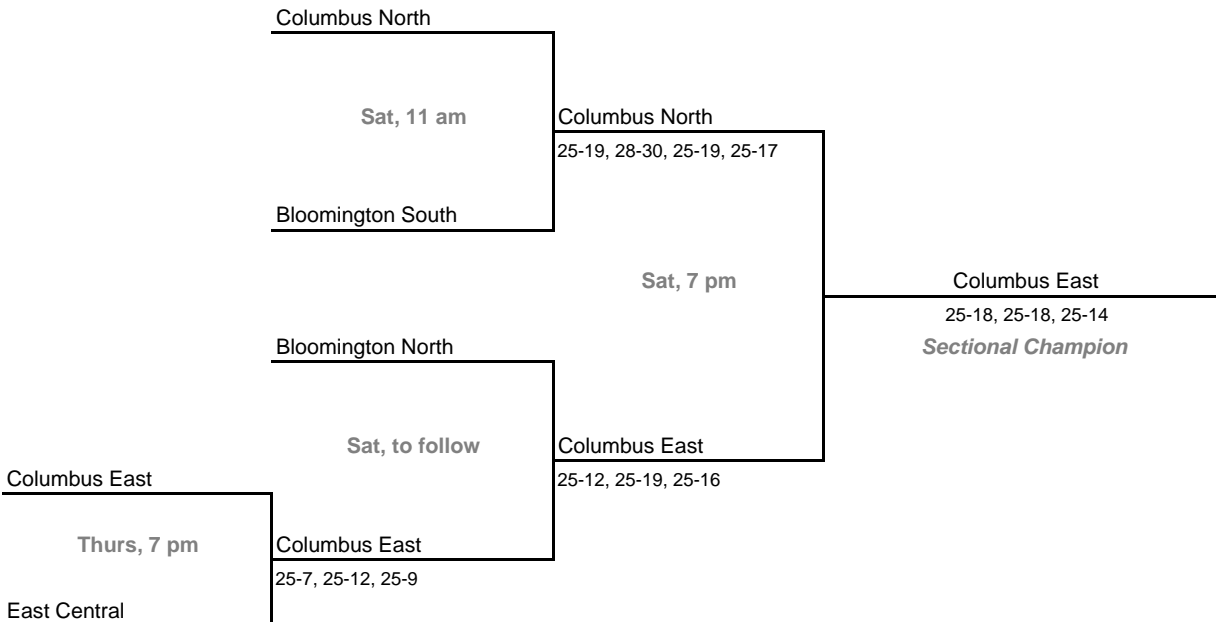 Columbus North
Sat, 11 am
Columbus North
25-19, 28-30, 25-19, 25-17
Bloomington South
Sat, 7 pm
Columbus East
25-18, 25-18, 25-14
Sectional Champion
Bloomington North
Sat, to follow
Columbus East
25-12, 25-19, 25-16
Columbus East
Thurs, 7 pm
Columbus East
25-7, 25-12, 25-9
East Central